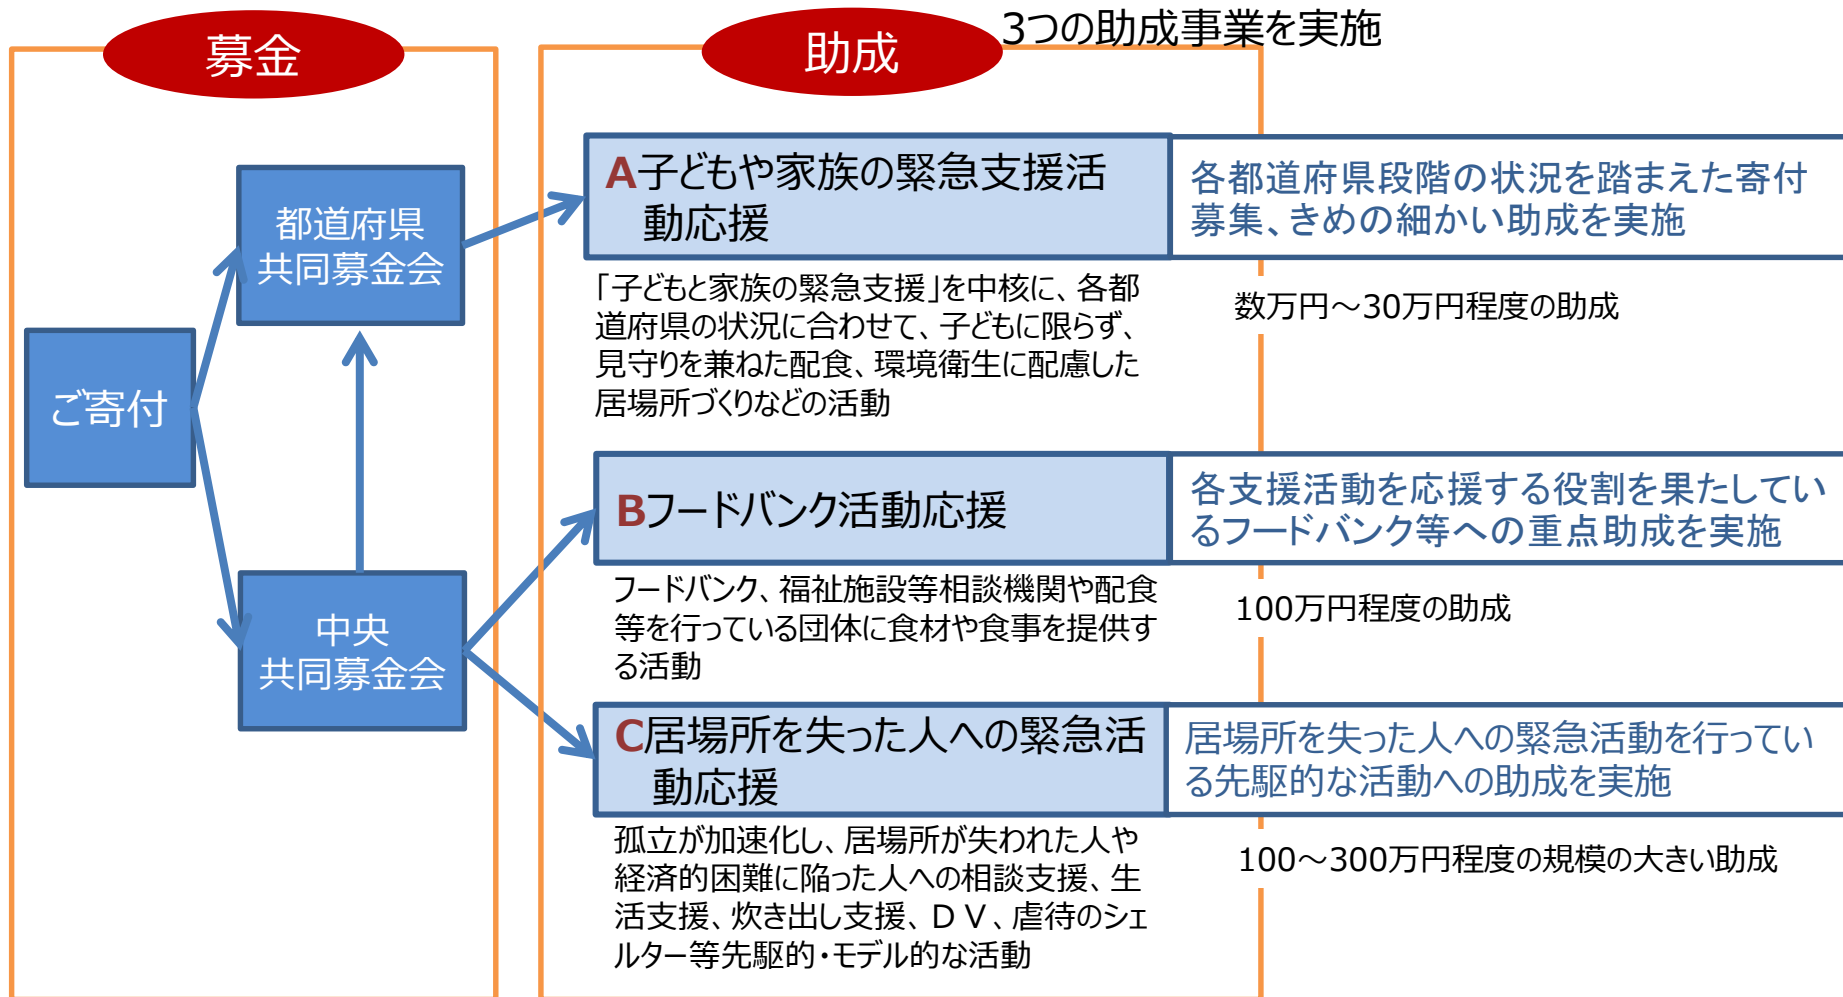 募金
助成
3つの助成事業を実施
ご寄付
都道府県
共同募金会
中央
共同募金会
A子どもや家族の緊急支援活
動応援
各都道府県段階の状況を踏まえた寄付
募集、きめの細かい助成を実施
「子どもと家族の緊急支援」を中核に、各都
道府県の状況に合わせて、子どもに限らず、
見守りを兼ねた配食、環境衛生に配慮した
居場所づくりなどの活動
数万円～30万円程度の助成
Bフードバンク活動応援
各支援活動を応援する役割を果たしてい
るフードバンク等への重点助成を実施
フードバンク、福祉施設等相談機関や配食
等を行っている団体に食材や食事を提供す
る活動
100万円程度の助成
C居場所を失った人への緊急活
動応援
居場所を失った人への緊急活動を行ってい
る先駆的な活動への助成を実施
孤立が加速化し、居場所が失われた人や
経済的困難に陥った人への相談支援、生
活支援、炊き出し支援、ＤＶ、虐待のシェ
ルター等先駆的・モデル的な活動
100～300万円程度の規模の大きい助成